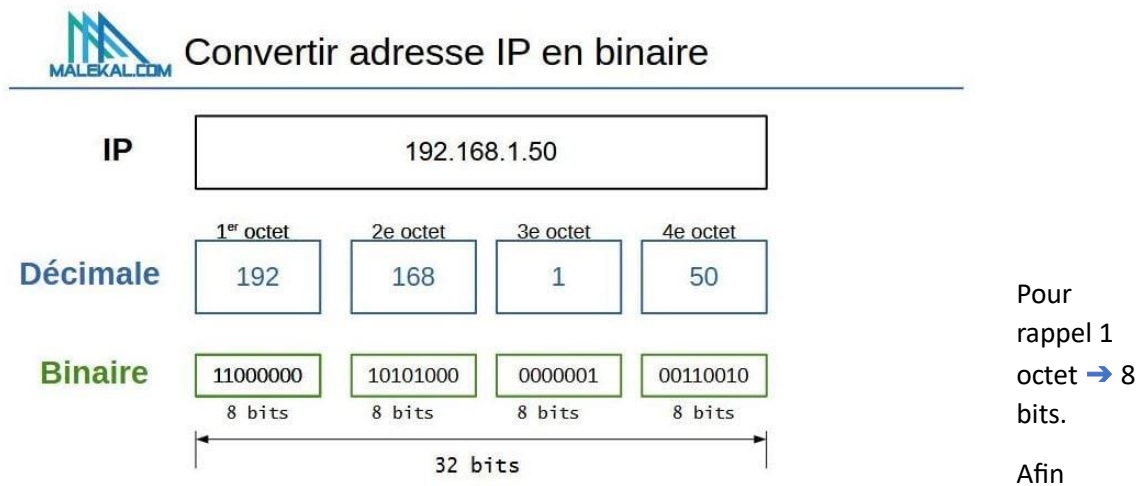 MALEKAL.COM
Convertir adresse IP en binaire
IP
192.168.1.50
1er octet 2e octet 3e octet 4e octet
Décimale 192 168 1 50
Binaire 11000000 10101000 0000001 00110010
8 bits 8 bits 8 bits 8 bits
32 bits
Pour
rappel 1
octet ➔ 8
bits.
Afin